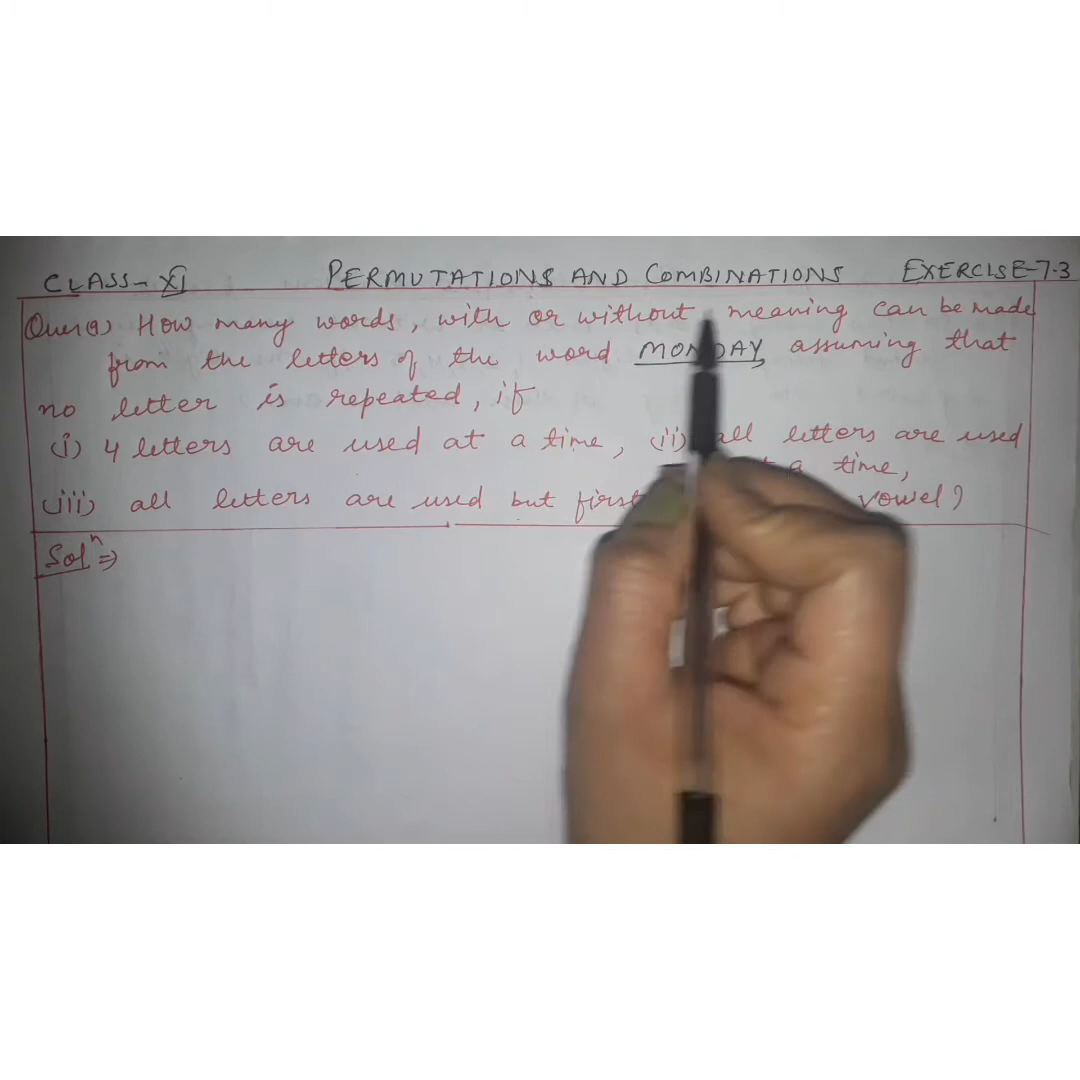 CLASS-XI PERMUTATIONS AND COMBINATIONS EXERCISE-7.3
Ques(9) How many words, with or without, meaning can be made
from the letters of the word MONDAY, assuming that
no letter is repeated, if
(i) 4 letters are used at a time, (ii) all letters are used
a time,
(iii) all letters are used but first vowel?
Solⁿ⇒